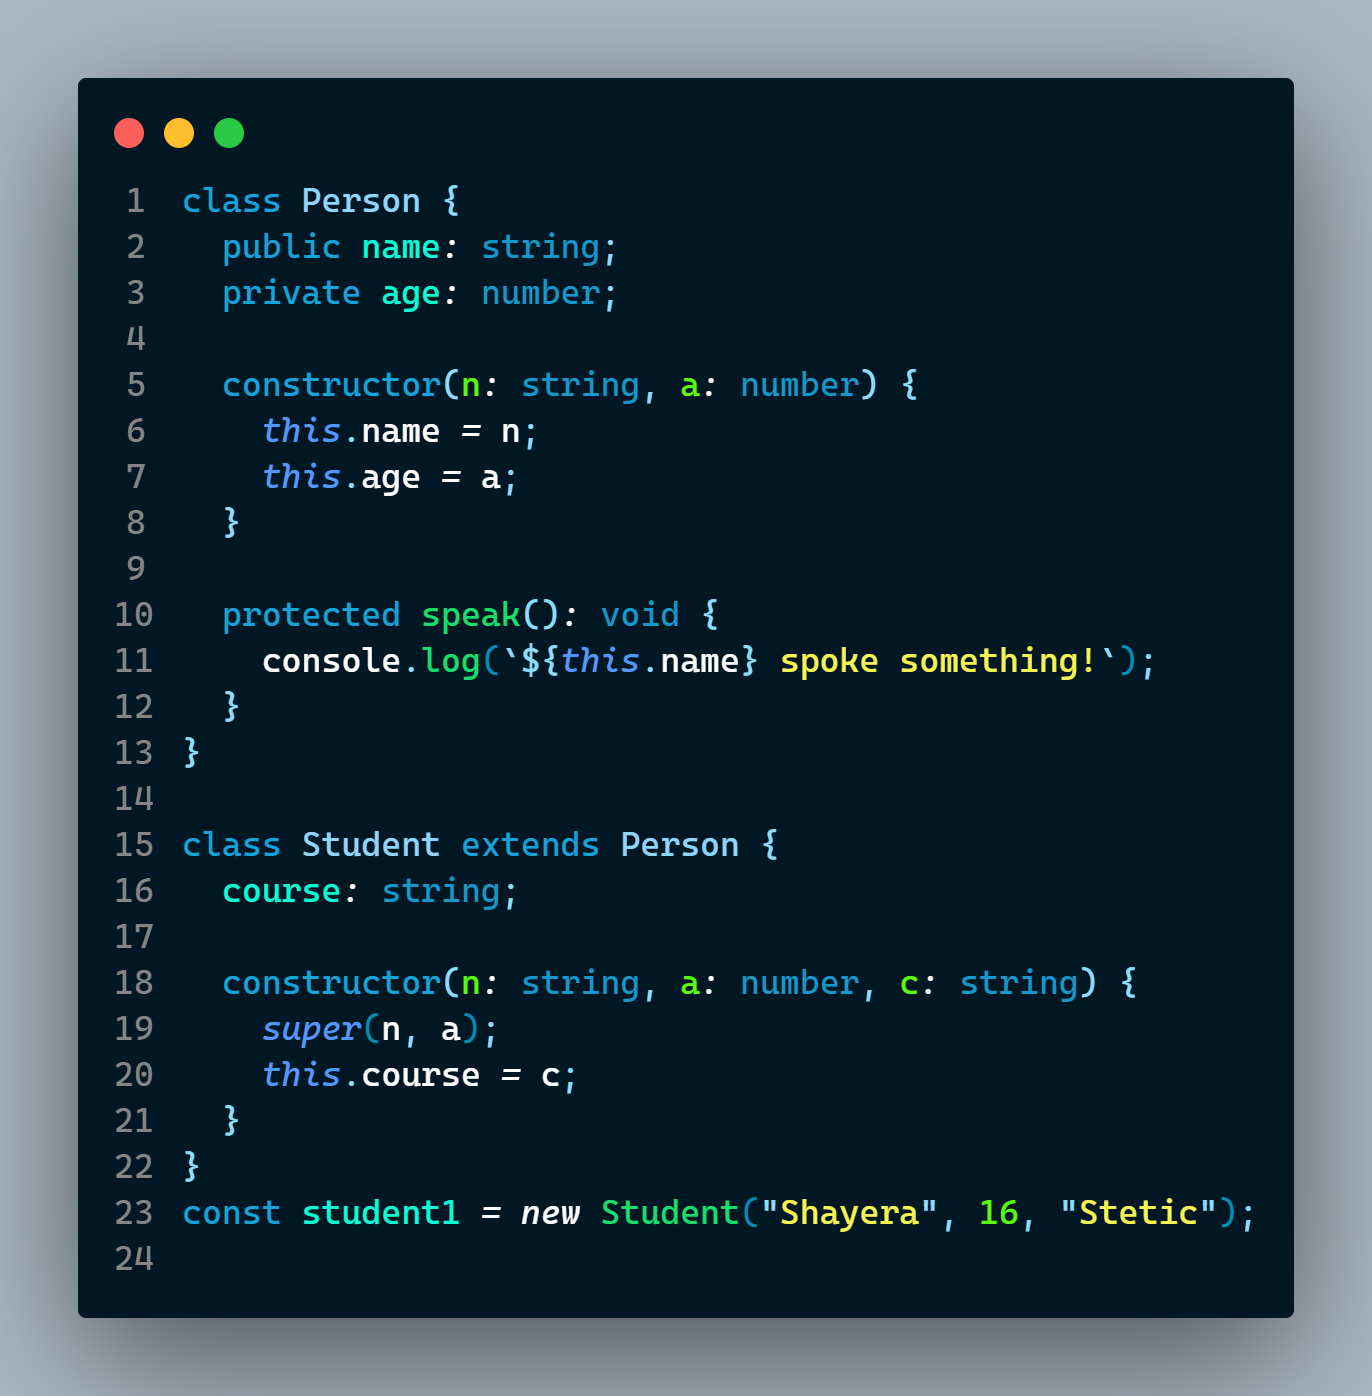 1 class Person {
2   public name: string;
3   private age: number;
4
5   constructor(n: string, a: number) {
6     this.name = n;
7     this.age = a;
8   }
9
10   protected speak(): void {
11     console.log(`${this.name} spoke something!`);
12   }
13 }
14
15 class Student extends Person {
16   course: string;
17
18   constructor(n: string, a: number, c: string) {
19     super(n, a);
20     this.course = c;
21   }
22 }
23 const student1 = new Student("Shayera", 16, "Stetic");
24